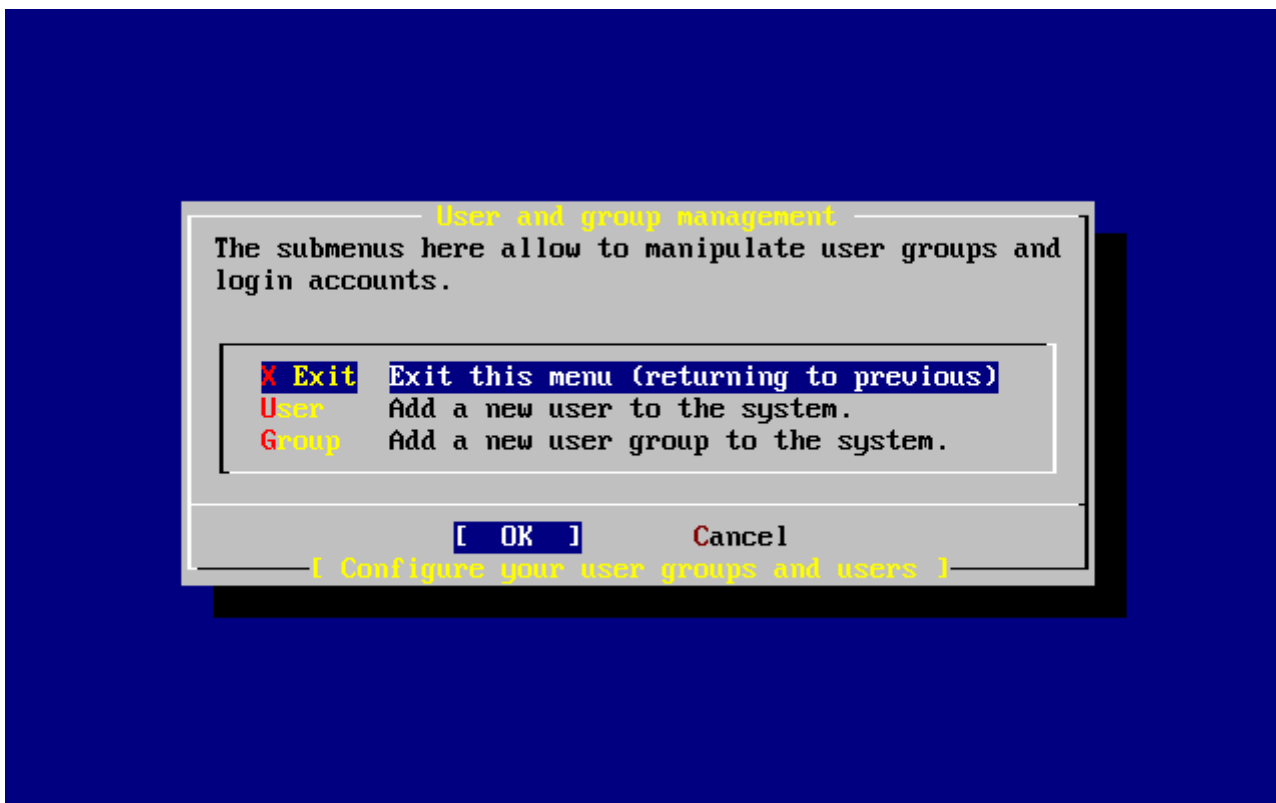 User and group management
The submenus here allow to manipulate user groups and
login accounts.
X Exit Exit this menu (returning to previous)
User Add a new user to the system.
Group Add a new user group to the system.
[ OK ] Cancel
[ Configure your user groups and users ]